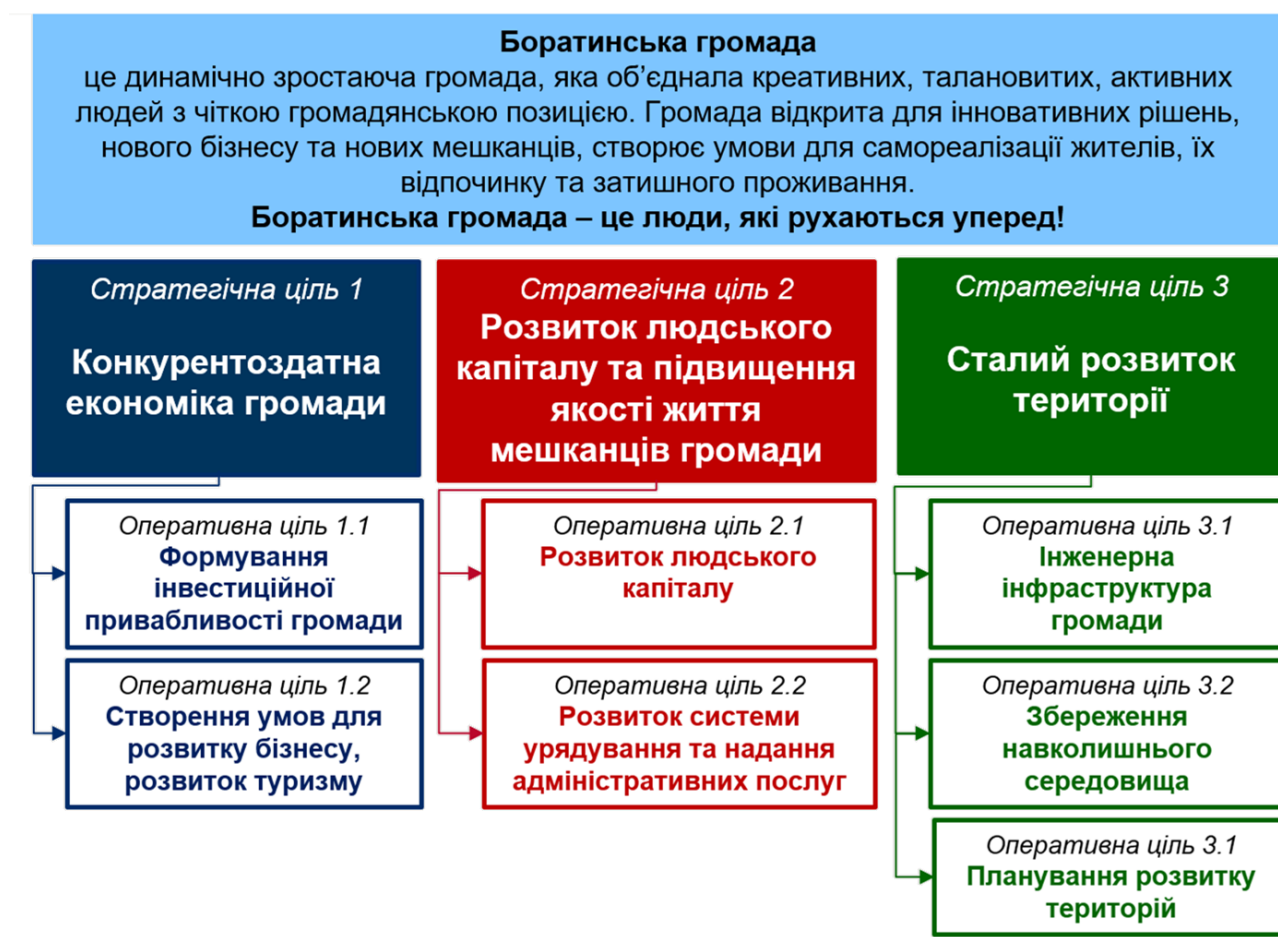 Боратинська громада
це динамічно зростаюча громада, яка об’єднала креативних, талановитих, активних
людей з чіткою громадянською позицією. Громада відкрита для інновативних рішень,
нового бізнесу та нових мешканців, створює умови для самореалізації жителів, їх
відпочинку та затишного проживання.
Боратинська громада – це люди, які рухаються уперед!
Стратегічна ціль 1
Конкурентоздатна
економіка громади
Оперативна ціль 1.1
Формування
інвестиційної
привабливості громади
Оперативна ціль 1.2
Створення умов для
розвитку бізнесу,
розвиток туризму
Стратегічна ціль 2
Розвиток людського
капіталу та підвищення
якості життя
мешканців громади
Оперативна ціль 2.1
Розвиток людського
капіталу
Оперативна ціль 2.2
Розвиток системи
урядування та надання
адміністративних послуг
Стратегічна ціль 3
Сталий розвиток
території
Оперативна ціль 3.1
Інженерна
інфраструктура
громади
Оперативна ціль 3.2
Збереження
навколишнього
середовища
Оперативна ціль 3.1
Планування розвитку
територій